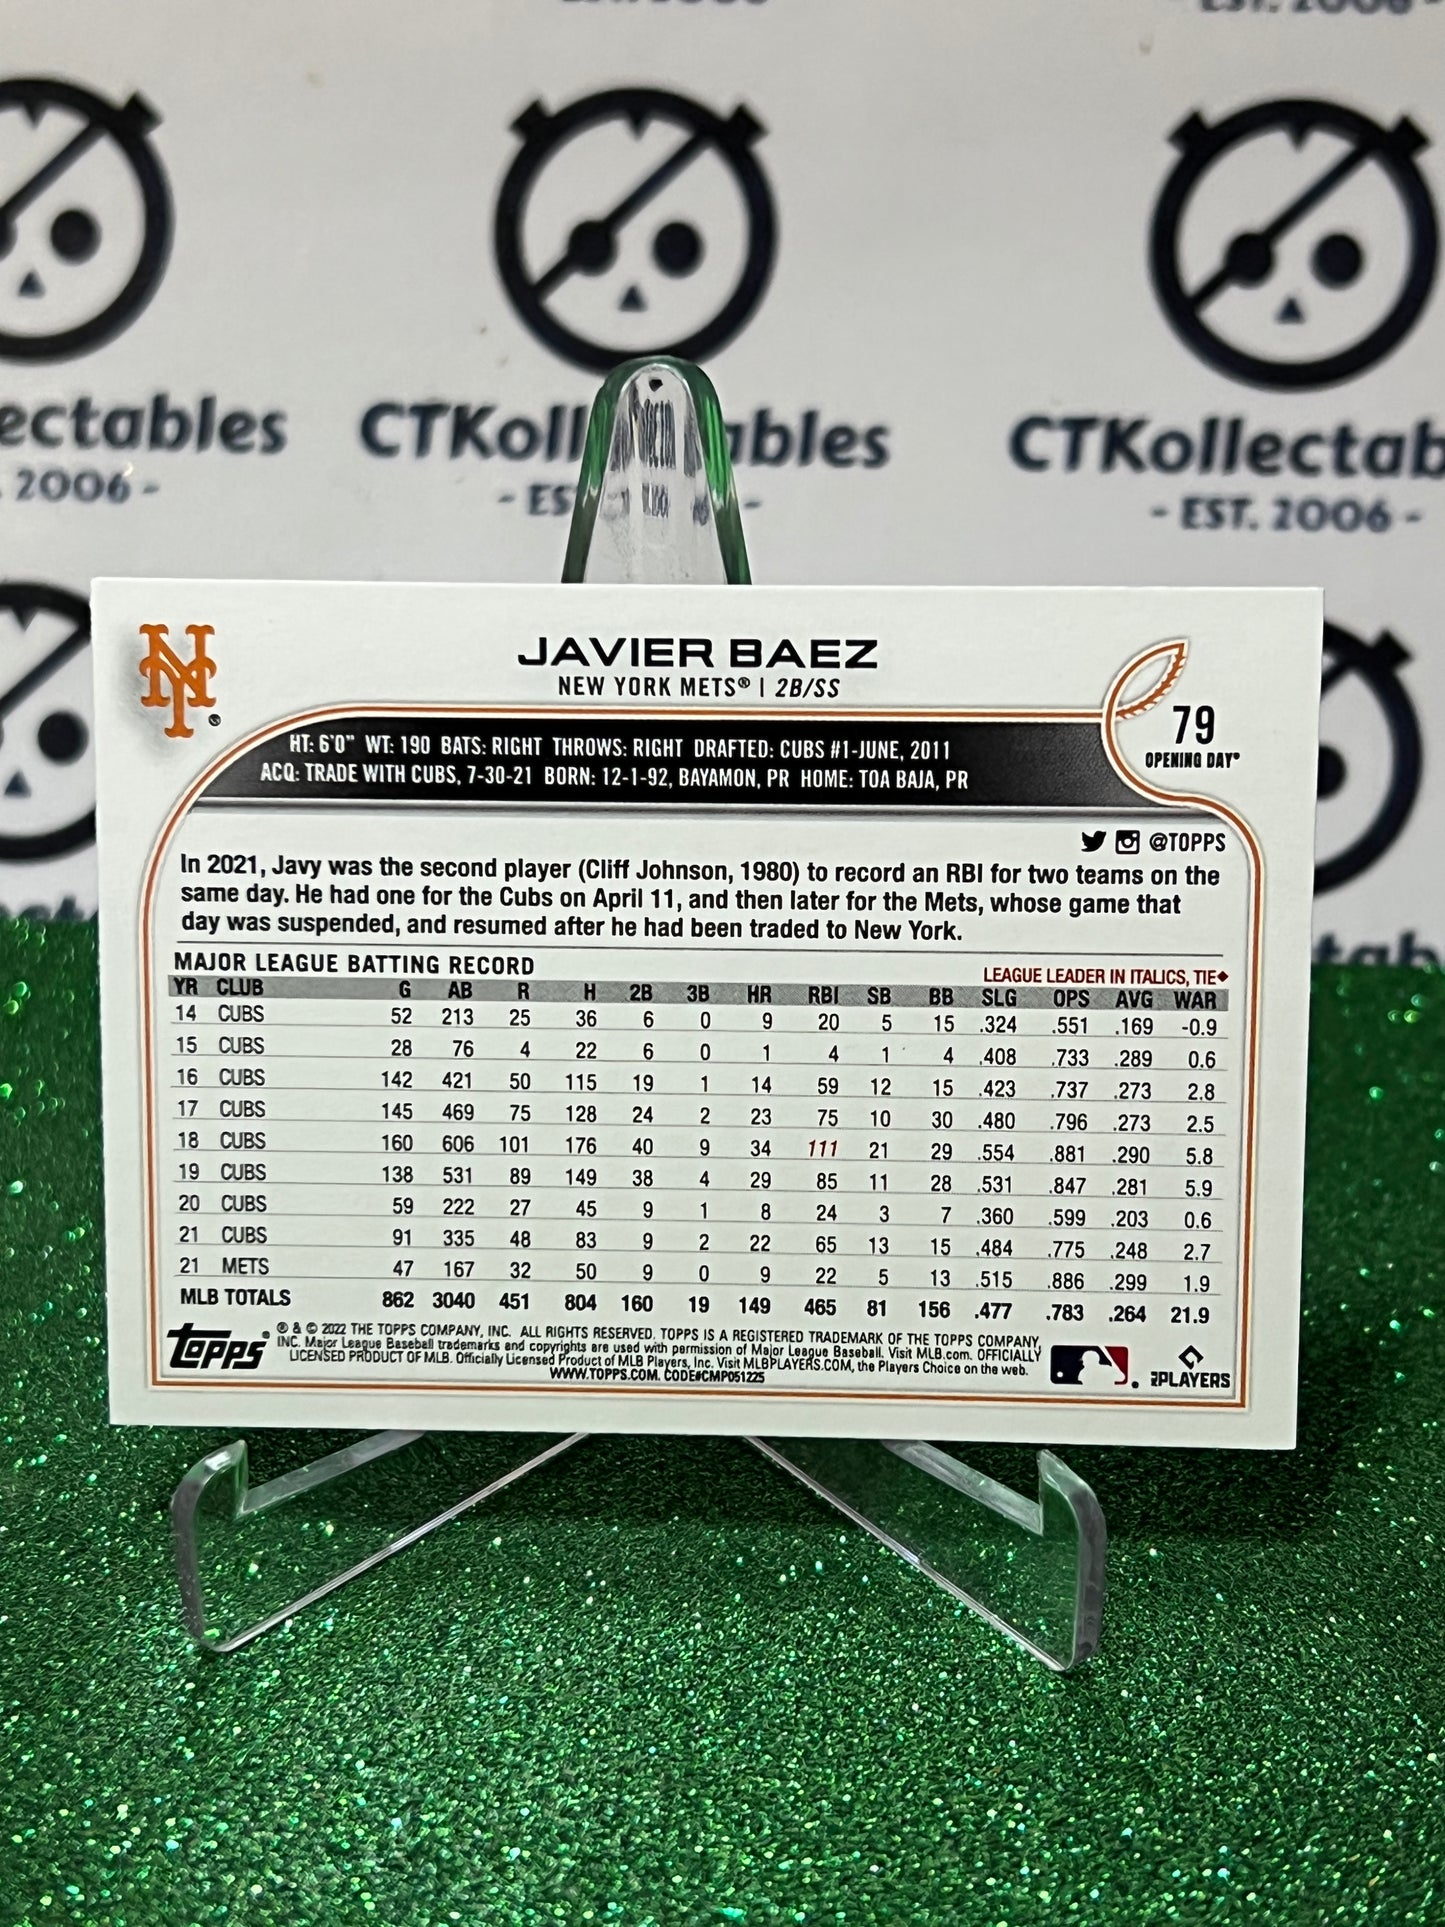 EST. 2006 -
ectables
CTKoll ables
CTKollectab
. 2006 -
- ES -
- EST. 2006 -
NY ®
JAVIER BAEZ
NEW YORK METS® | 2B/SS
79
OPENING DAY®
HT: 6'0" WT: 190 BATS: RIGHT THROWS: RIGHT DRAFTED: CUBS #1-JUNE, 2011
ACQ: TRADE WITH CUBS, 7-30-21 BORN: 12-1-92, BAYAMON, PR HOME: TOA BAJA, PR
@TOPPS
In 2021, Javy was the second player (Cliff Johnson, 1980) to record an RBI for two teams on the
same day. He had one for the Cubs on April 11, and then later for the Mets, whose game that
day was suspended, and resumed after he had been traded to New York.
MAJOR LEAGUE BATTING RECORD
LEAGUE LEADER IN ITALICS, TIE◆
YR CLUB G AB R H 2B 3B HR RBI SB BB SLG OPS AVG WAR
14 CUBS 52 213 25 36 6 0 9 20 5 15 .324 .551 .169 -0.9
15 CUBS 28 76 4 22 6 0 1 4 1 4 .408 .733 .289 0.6
16 CUBS 142 421 50 115 19 1 14 59 12 15 .423 .737 .273 2.8
17 CUBS 145 469 75 128 24 2 23 75 10 30 .480 .796 .273 2.5
18 CUBS 160 606 101 176 40 9 34 111 21 29 .554 .881 .290 5.8
19 CUBS 138 531 89 149 38 4 29 85 11 28 .531 .847 .281 5.9
20 CUBS 59 222 27 45 9 1 8 24 3 7 .360 .599 .203 0.6
21 CUBS 91 335 48 83 9 2 22 65 13 15 .484 .775 .248 2.7
21 METS 47 167 32 50 9 0 9 22 5 13 .515 .886 .299 1.9
MLB TOTALS 862 3040 451 804 160 19 149 465 81 156 .477 .783 .264 21.9
topps®
® & © 2022 THE TOPPS COMPANY, INC. ALL RIGHTS RESERVED. TOPPS IS A REGISTERED TRADEMARK OF THE TOPPS COMPANY,
INC. Major League Baseball trademarks and copyrights are used with permission of Major League Baseball. Visit MLB.com. OFFICIALLY
LICENSED PRODUCT OF MLB. Officially Licensed Product of MLB Players, Inc. Visit MLBPLAYERS.COM, the Players Choice on the web.
WWW.TOPPS.COM. CODE#CMP051225
PLAYERS